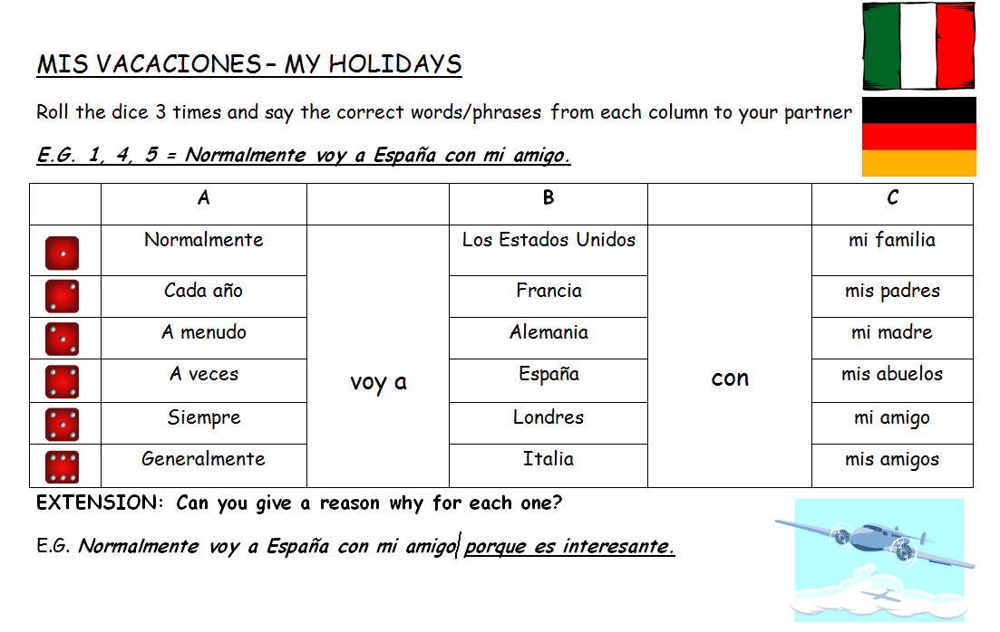 MIS VACACIONES – MY HOLIDAYS
Roll the dice 3 times and say the correct words/phrases from each column to your partner
E.G. 1, 4, 5 = Normalmente voy a España con mi amigo.
A B C
Normalmente Los Estados Unidos mi familia
Cada año Francia mis padres
A menudo Alemania mi madre
A veces España mis abuelos
voy a con
Siempre Londres mi amigo
Generalmente Italia mis amigos
EXTENSION: Can you give a reason why for each one?
E.G. Normalmente voy a España con mi amigo porque es interesante.